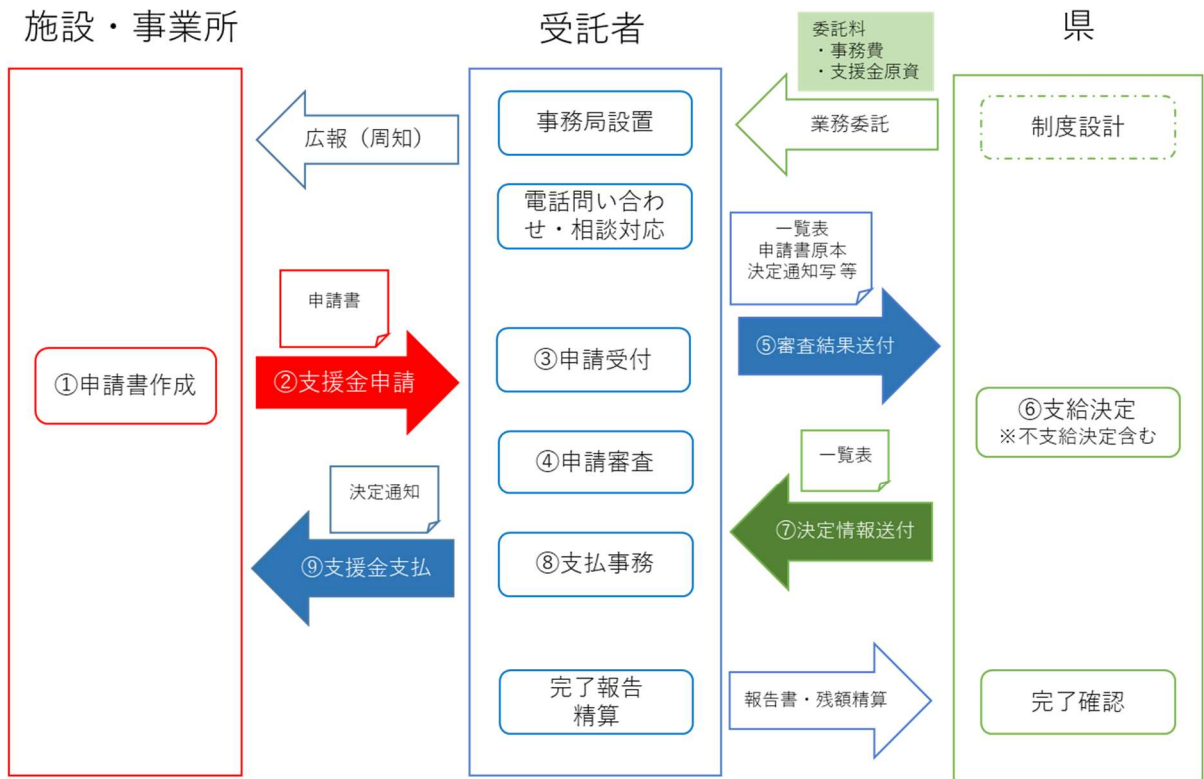 施設・事業所
受託者
県
委託料
・事務費
・支援金原資
広報（周知）
事務局設置
業務委託
制度設計
電話問い合わ
せ・相談対応
一覧表
申請書原本
決定通知写 等
申請書
①申請書作成
②支援金申請
③申請受付
⑤審査結果送付
⑥支給決定
※不支給決定含む
④申請審査
一覧表
決定通知
⑦決定情報送付
⑨支援金支払
⑧支払事務
完了報告
精算
報告書・残額精算
完了確認